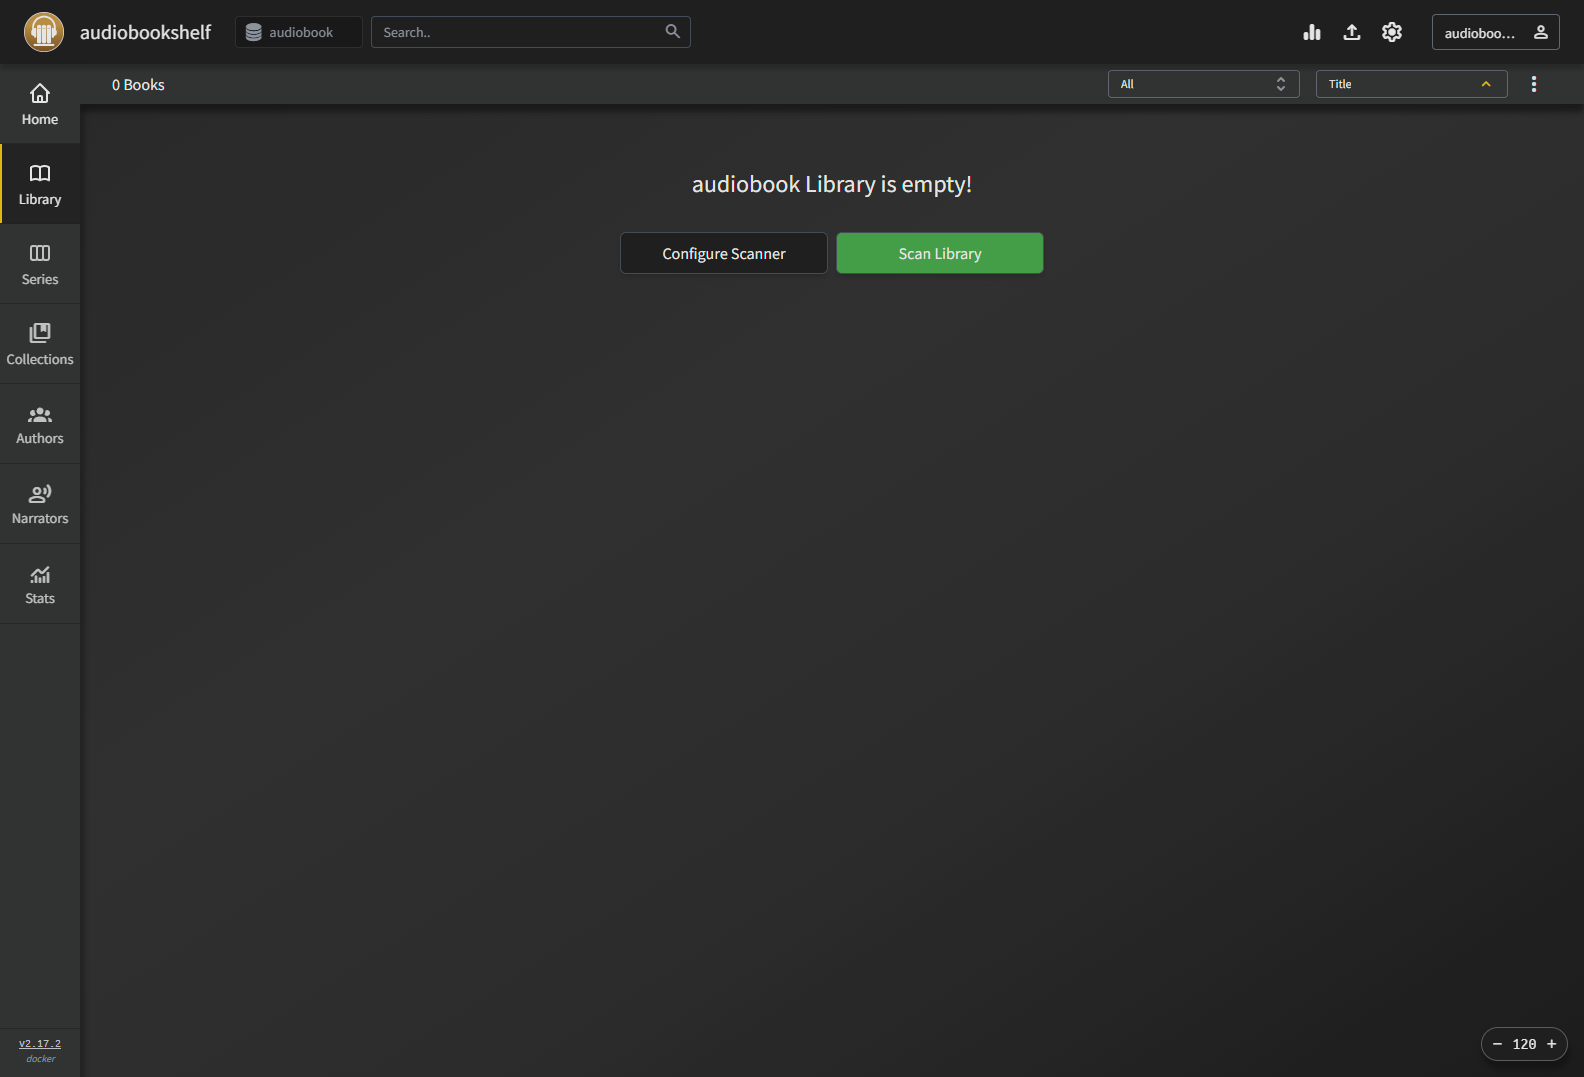 audiobookshelf
audiobook
Search..
audioboo...
0 Books
All
Title
Home
Library
Series
Collections
Authors
Narrators
Stats
audiobook Library is empty!
Configure Scanner
Scan Library
v2.17.2
docker
− 120 +